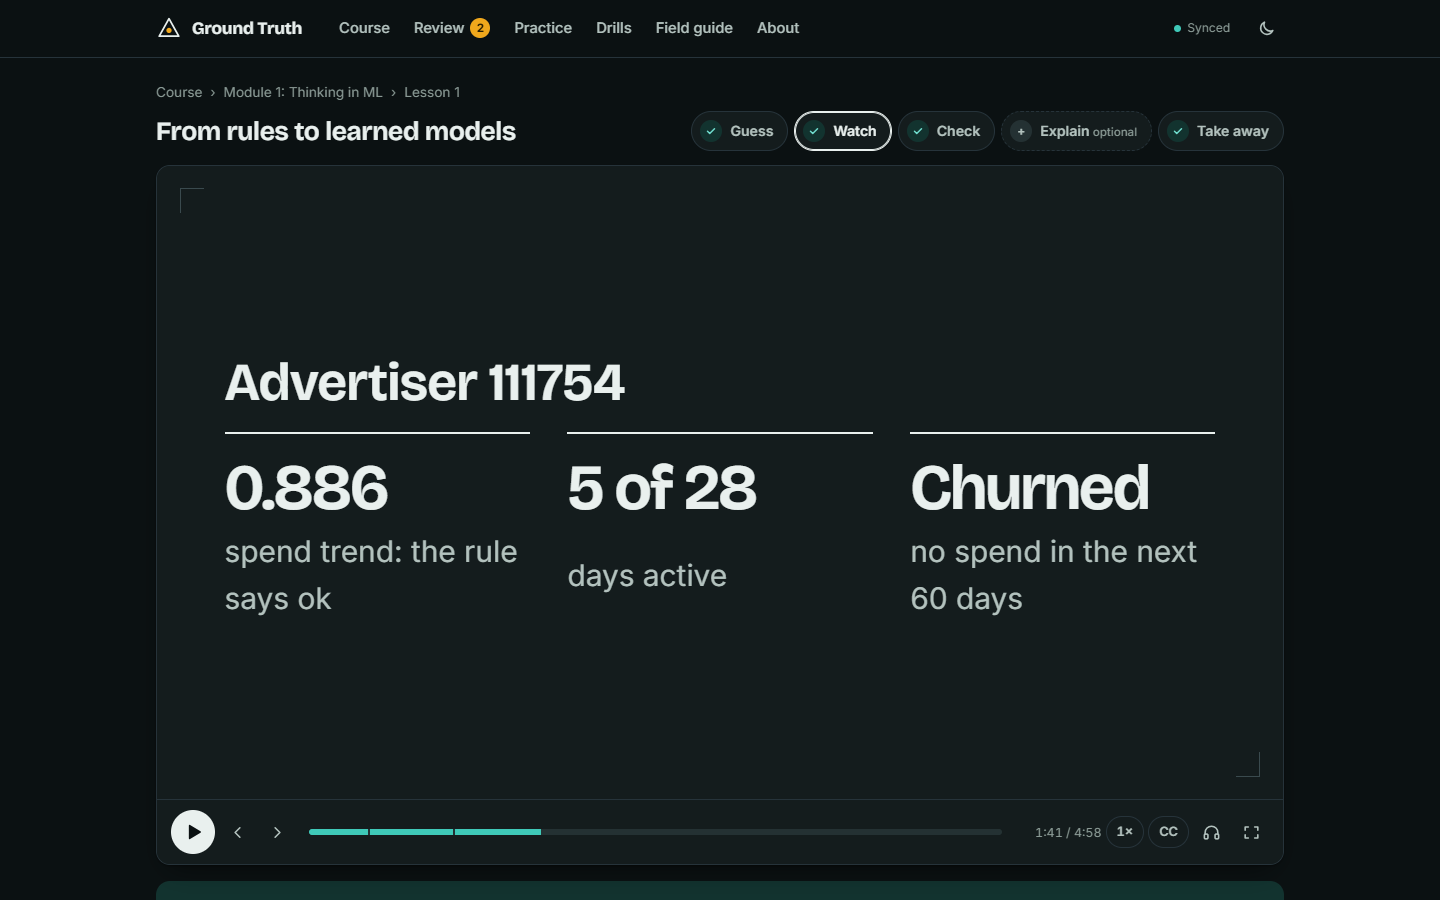 Ground Truth
Course
Review 2
Practice
Drills
Field guide
About
Synced
Course › Module 1: Thinking in ML › Lesson 1
From rules to learned models
Guess
Watch
Check
Explain optional
Take away
Advertiser 111754
0.886
spend trend: the rule
says ok
5 of 28
days active
Churned
no spend in the next
60 days
1:41 / 4:58
1×
CC